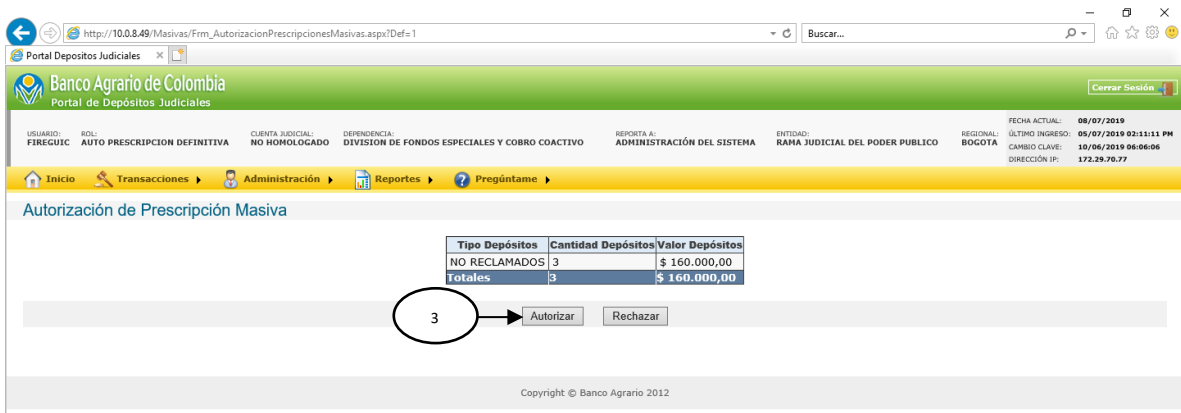 http://10.0.8.49/Masivas/Frm_AutorizacionPrescripcionesMasivas.aspx?Def=1
Buscar...
Portal Depositos Judiciales
Banco Agrario de Colombia
Portal de Depósitos Judiciales
Cerrar Sesión
USUARIO: ROL: CUENTA JUDICIAL: DEPENDENCIA: REPORTA A: ENTIDAD: REGIONAL:
FIREGUIC AUTO PRESCRIPCION DEFINITIVA NO HOMOLOGADO DIVISION DE FONDOS ESPECIALES Y COBRO COACTIVO ADMINISTRACIÓN DEL SISTEMA RAMA JUDICIAL DEL PODER PUBLICO BOGOTA
FECHA ACTUAL: 08/07/2019
ÚLTIMO INGRESO: 05/07/2019 02:11:11 PM
CAMBIO CLAVE: 10/06/2019 06:06:06
DIRECCIÓN IP: 172.29.70.77
Inicio Transacciones Administración Reportes Pregúntame
Autorización de Prescripción Masiva
Tipo Depósitos Cantidad Depósitos Valor Depósitos
NO RECLAMADOS 3 $ 160.000,00
Totales 3 $ 160.000,00
3 Autorizar Rechazar
Copyright © Banco Agrario 2012